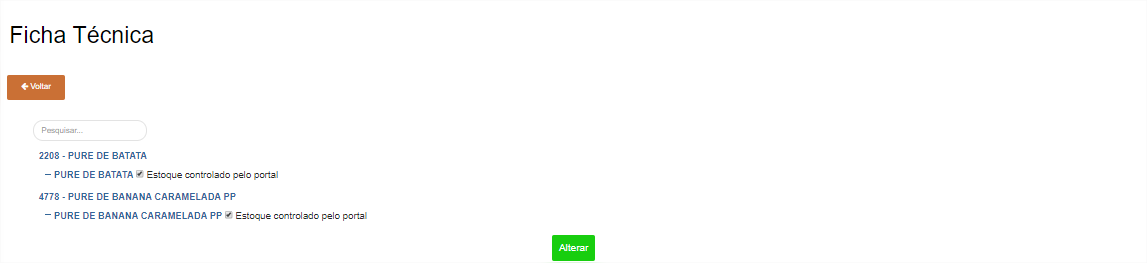 Ficha Técnica
Voltar
Pesquisar...
2208 - PURE DE BATATA
PURE DE BATATA Estoque controlado pelo portal
4778 - PURE DE BANANA CARAMELADA PP
PURE DE BANANA CARAMELADA PP Estoque controlado pelo portal
Alterar